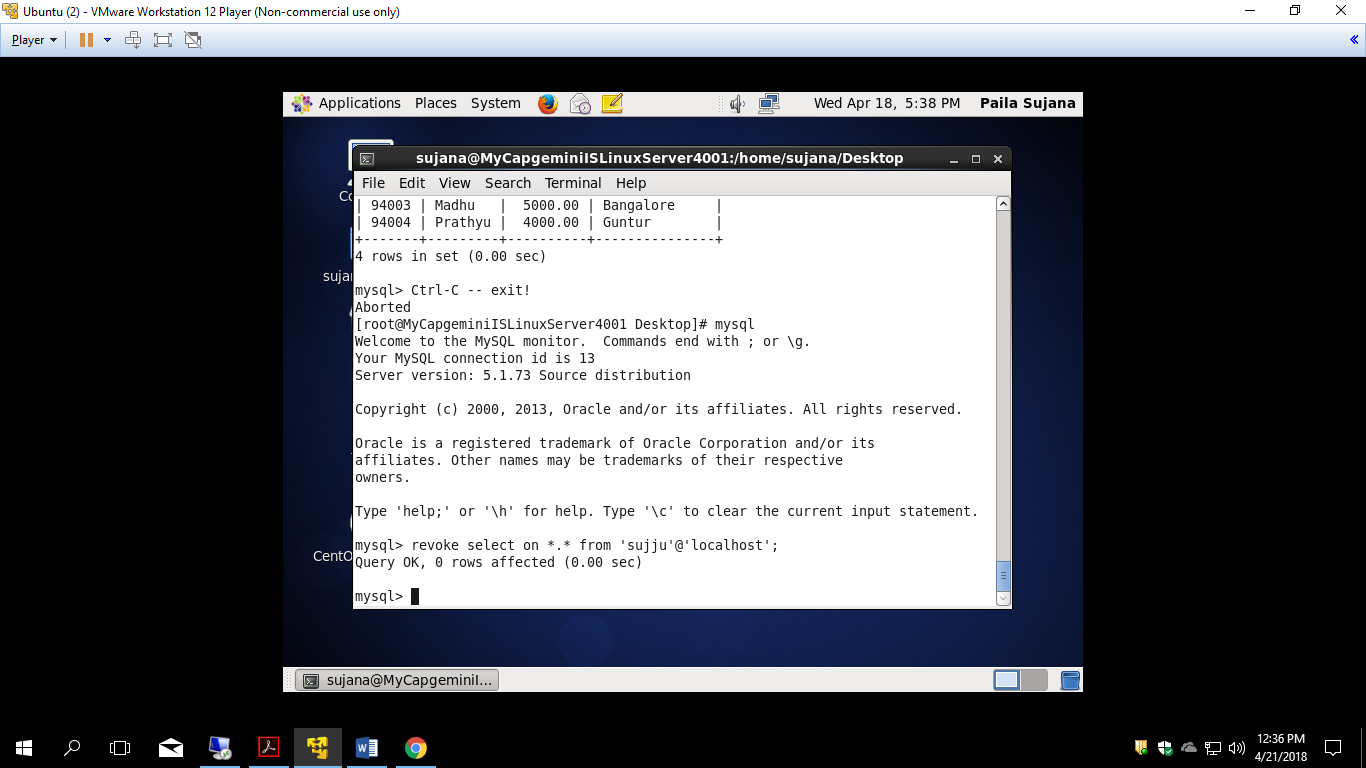 Ubuntu (2) - VMware Workstation 12 Player (Non-commercial use only)
Player
Applications Places System Wed Apr 18, 5:38 PM Paila Sujana
sujana@MyCapgeminiISLinuxServer4001:/home/sujana/Desktop
File Edit View Search Terminal Help
| 94003 | Madhu   |  5000.00 | Bangalore     |
| 94004 | Prathyu |  4000.00 | Guntur        |
+-------+---------+----------+---------------+
4 rows in set (0.00 sec)
mysql> Ctrl-C -- exit!
Aborted
[root@MyCapgeminiISLinuxServer4001 Desktop]# mysql
Welcome to the MySQL monitor.  Commands end with ; or \g.
Your MySQL connection id is 13
Server version: 5.1.73 Source distribution
Copyright (c) 2000, 2013, Oracle and/or its affiliates. All rights reserved.
Oracle is a registered trademark of Oracle Corporation and/or its
affiliates. Other names may be trademarks of their respective
owners.
Type 'help;' or '\h' for help. Type '\c' to clear the current input statement.
mysql> revoke select on *.* from 'sujju'@'localhost';
Query OK, 0 rows affected (0.00 sec)
mysql>
sujana@MyCapgeminiI...
12:36 PM
4/21/2018